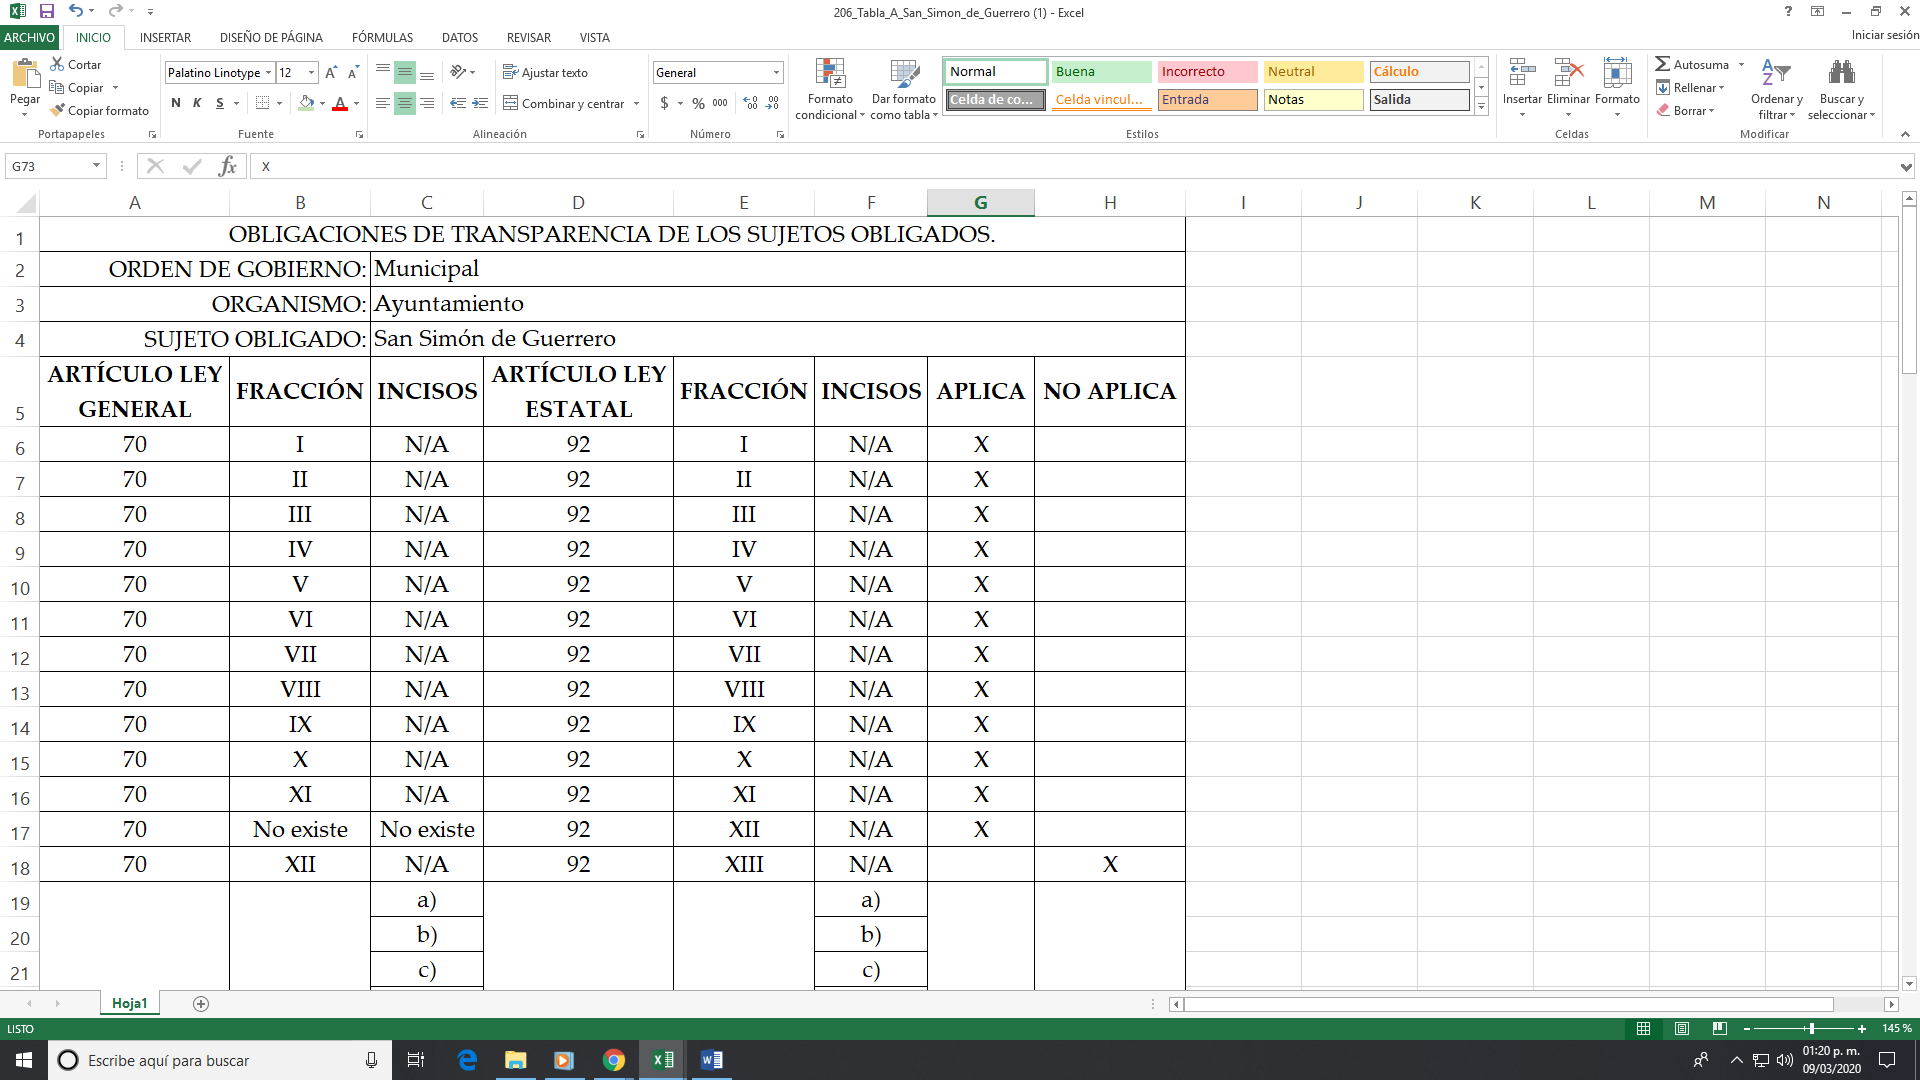 206_Tabla_A_San_Simon_de_Guerrero (1) - Excel
ARCHIVO INICIO INSERTAR DISEÑO DE PÁGINA FÓRMULAS DATOS REVISAR VISTA Iniciar sesión
Pegar Cortar Copiar Copiar formato
Palatino Linotype 12
N K S
Ajustar texto
Combinar y centrar
General
$ % 000
Formato condicional
Dar formato como tabla
Normal Buena Incorrecto Neutral Cálculo
Celda de co... Celda vincul... Entrada Notas Salida
Insertar Eliminar Formato
Autosuma
Rellenar
Borrar
Ordenar y filtrar
Buscar y seleccionar
Portapapeles Fuente Alineación Número Estilos Celdas Modificar
G73 fx X
A B C D E F G H I J K L M N
1 OBLIGACIONES DE TRANSPARENCIA DE LOS SUJETOS OBLIGADOS.
2 ORDEN DE GOBIERNO: Municipal
3 ORGANISMO: Ayuntamiento
4 SUJETO OBLIGADO: San Simón de Guerrero
5 ARTÍCULO LEY GENERAL FRACCIÓN INCISOS ARTÍCULO LEY ESTATAL FRACCIÓN INCISOS APLICA NO APLICA
6 70 I N/A 92 I N/A X
7 70 II N/A 92 II N/A X
8 70 III N/A 92 III N/A X
9 70 IV N/A 92 IV N/A X
10 70 V N/A 92 V N/A X
11 70 VI N/A 92 VI N/A X
12 70 VII N/A 92 VII N/A X
13 70 VIII N/A 92 VIII N/A X
14 70 IX N/A 92 IX N/A X
15 70 X N/A 92 X N/A X
16 70 XI N/A 92 XI N/A X
17 70 No existe No existe 92 XII N/A X
18 70 XII N/A 92 XIII N/A X
19 a) a)
20 b) b)
21 c) c)
Hoja1
LISTO 145 %
Escribe aquí para buscar
01:20 p. m.
09/03/2020